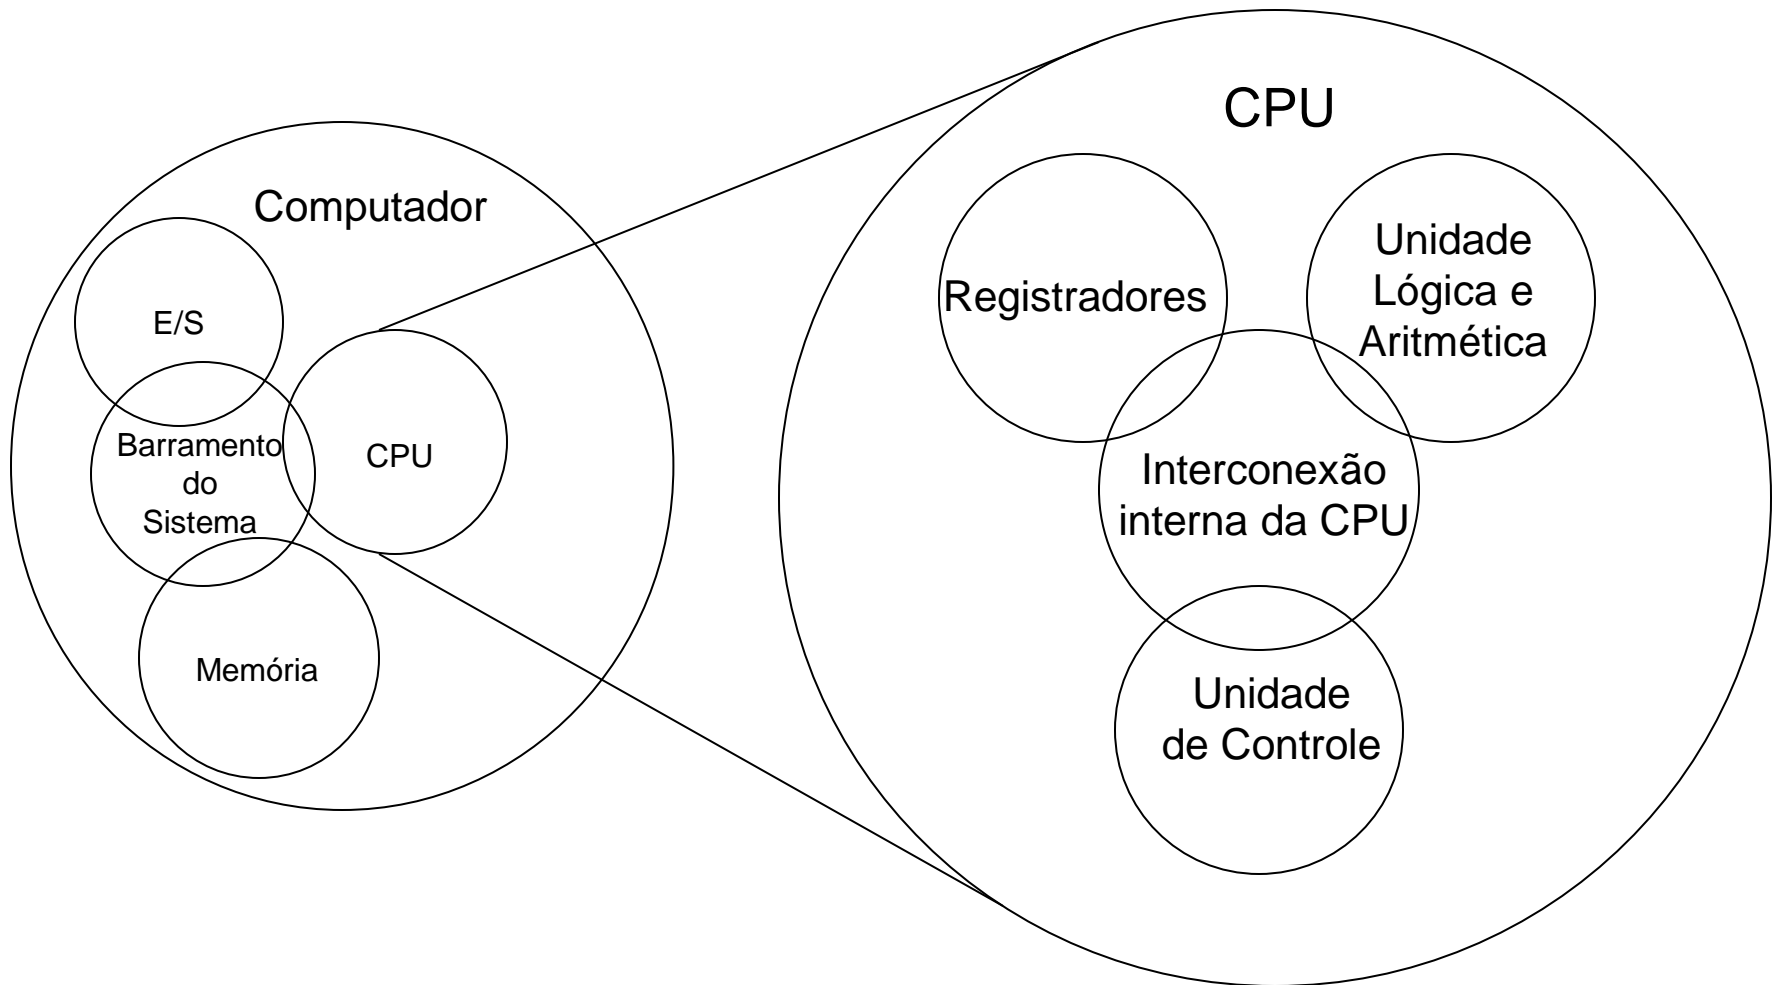 Computador
E/S
Barramento
do
Sistema
CPU
Memória
CPU
Registradores
Unidade
Lógica e
Aritmética
Interconexão
interna da CPU
Unidade
de Controle